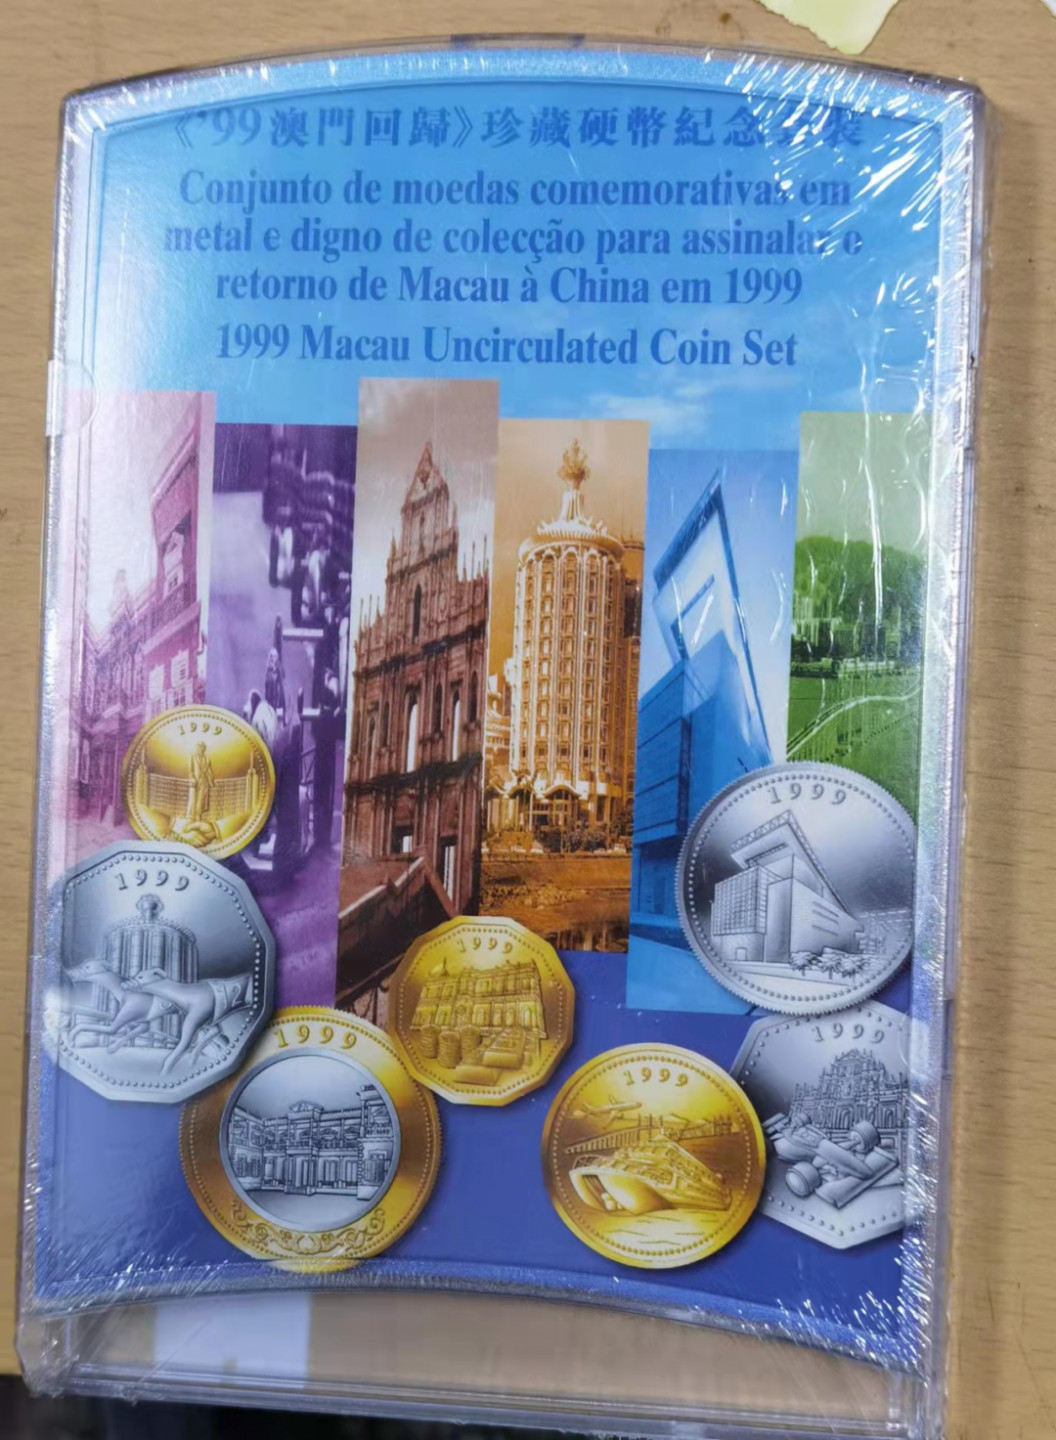 《'99澳門回歸》珍藏硬幣紀念套裝
Conjunto de moedas comemorativas em
metal e digno de colecção para assinalar o
retorno de Macau à China em 1999
1999 Macau Uncirculated Coin Set
1999
1999
1999
1999
1999
1999
1999
2